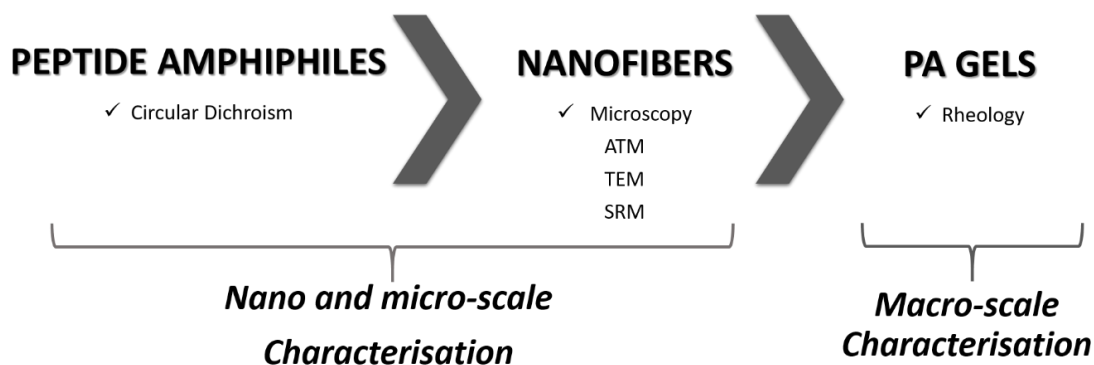 PEPTIDE AMPHIPHILES
✓ Circular Dichroism
NANOFIBERS
✓ Microscopy
ATM
TEM
SRM
PA GELS
✓ Rheology
Nano and micro-scale
Characterisation
Macro-scale
Characterisation